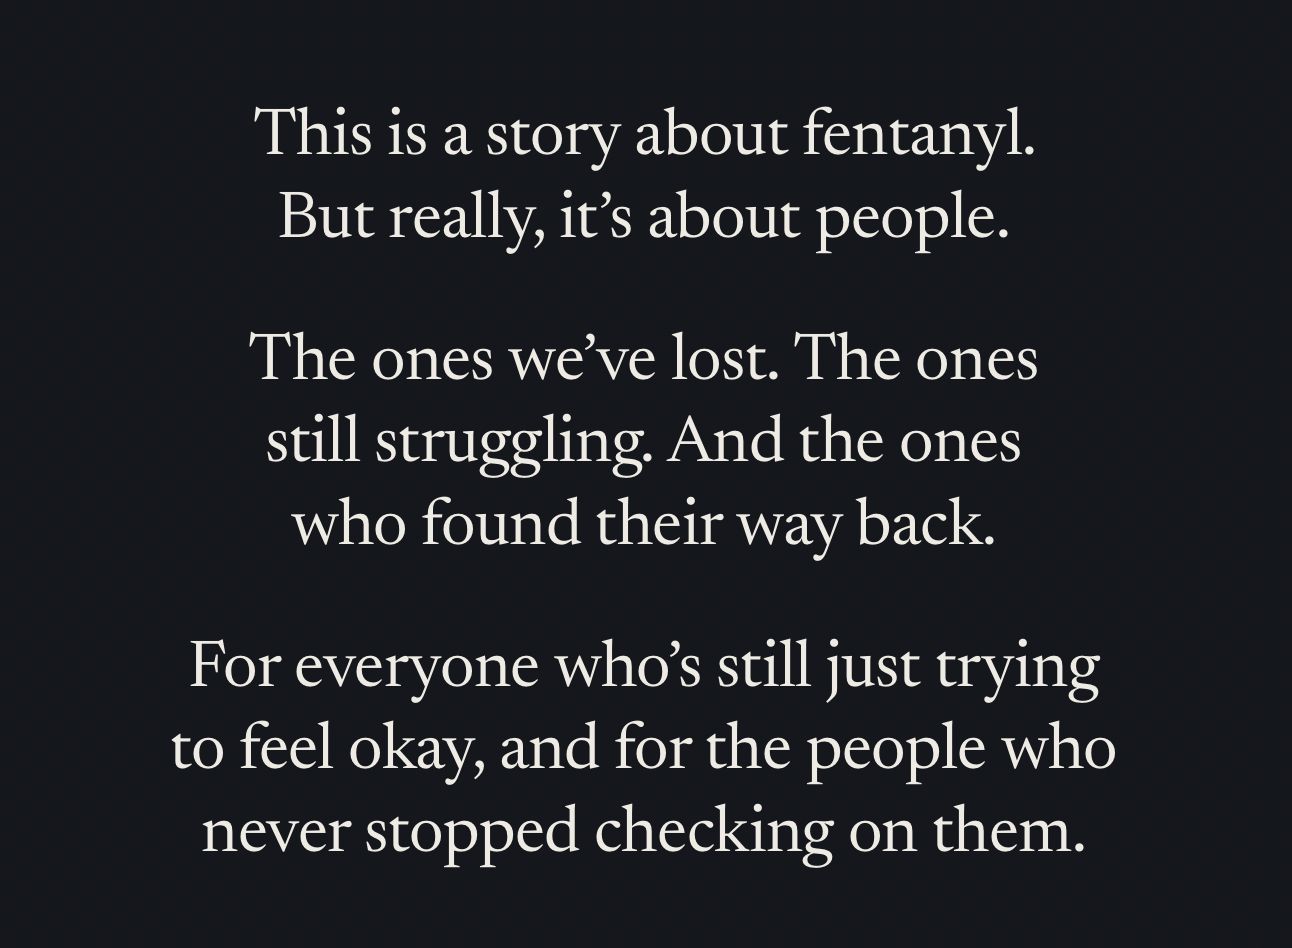 This is a story about fentanyl.
But really, it’s about people.
The ones we’ve lost. The ones
still struggling. And the ones
who found their way back.
For everyone who’s still just trying
to feel okay, and for the people who
never stopped checking on them.